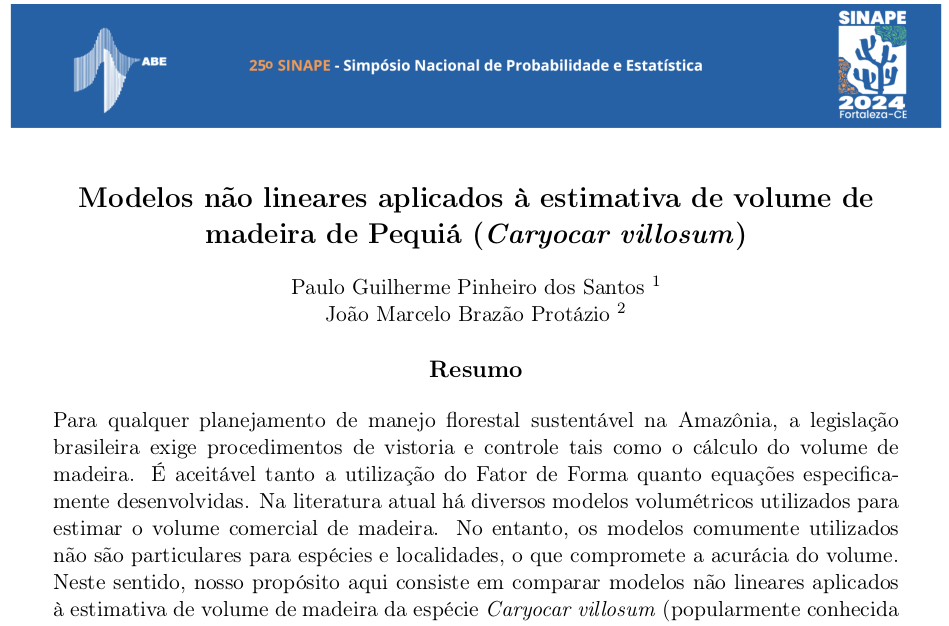 ABE
25º SINAPE - Simpósio Nacional de Probabilidade e Estatística
SINAPE
2024
Fortaleza-CE
Modelos não lineares aplicados à estimativa de volume de
madeira de Pequiá (Caryocar villosum)
Paulo Guilherme Pinheiro dos Santos 1
João Marcelo Brazão Protázio 2
Resumo
Para qualquer planejamento de manejo florestal sustentável na Amazônia, a legislação
brasileira exige procedimentos de vistoria e controle tais como o cálculo do volume de
madeira. É aceitável tanto a utilização do Fator de Forma quanto equações especifica-
mente desenvolvidas. Na literatura atual há diversos modelos volumétricos utilizados para
estimar o volume comercial de madeira. No entanto, os modelos comumente utilizados
não são particulares para espécies e localidades, o que compromete a acurácia do volume.
Neste sentido, nosso propósito aqui consiste em comparar modelos não lineares aplicados
à estimativa de volume de madeira da espécie Caryocar villosum (popularmente conhecida